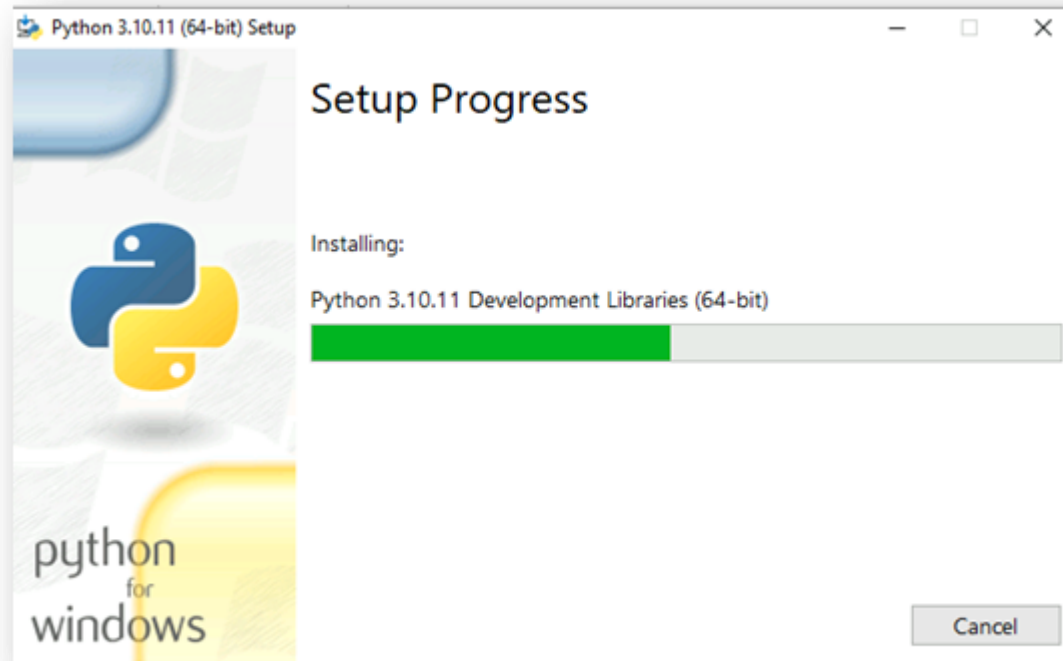 Python 3.10.11 (64-bit) Setup
Setup Progress
Installing:
Python 3.10.11 Development Libraries (64-bit)
python
for
windows
Cancel